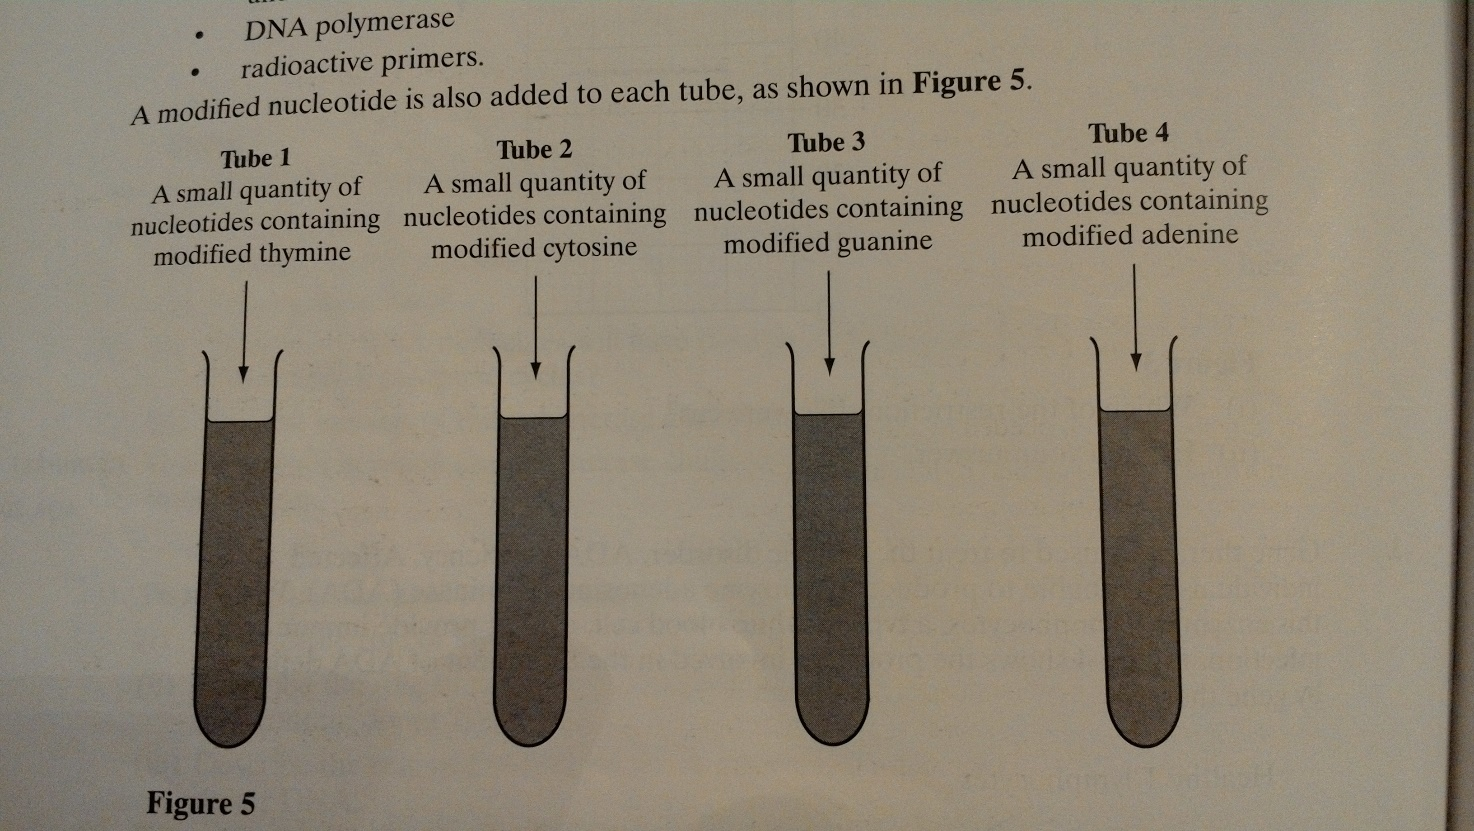 • DNA polymerase
• radioactive primers.
A modified nucleotide is also added to each tube, as shown in Figure 5.
Tube 1
A small quantity of
nucleotides containing
modified thymine
Tube 2
A small quantity of
nucleotides containing
modified cytosine
Tube 3
A small quantity of
nucleotides containing
modified guanine
Tube 4
A small quantity of
nucleotides containing
modified adenine
Figure 5